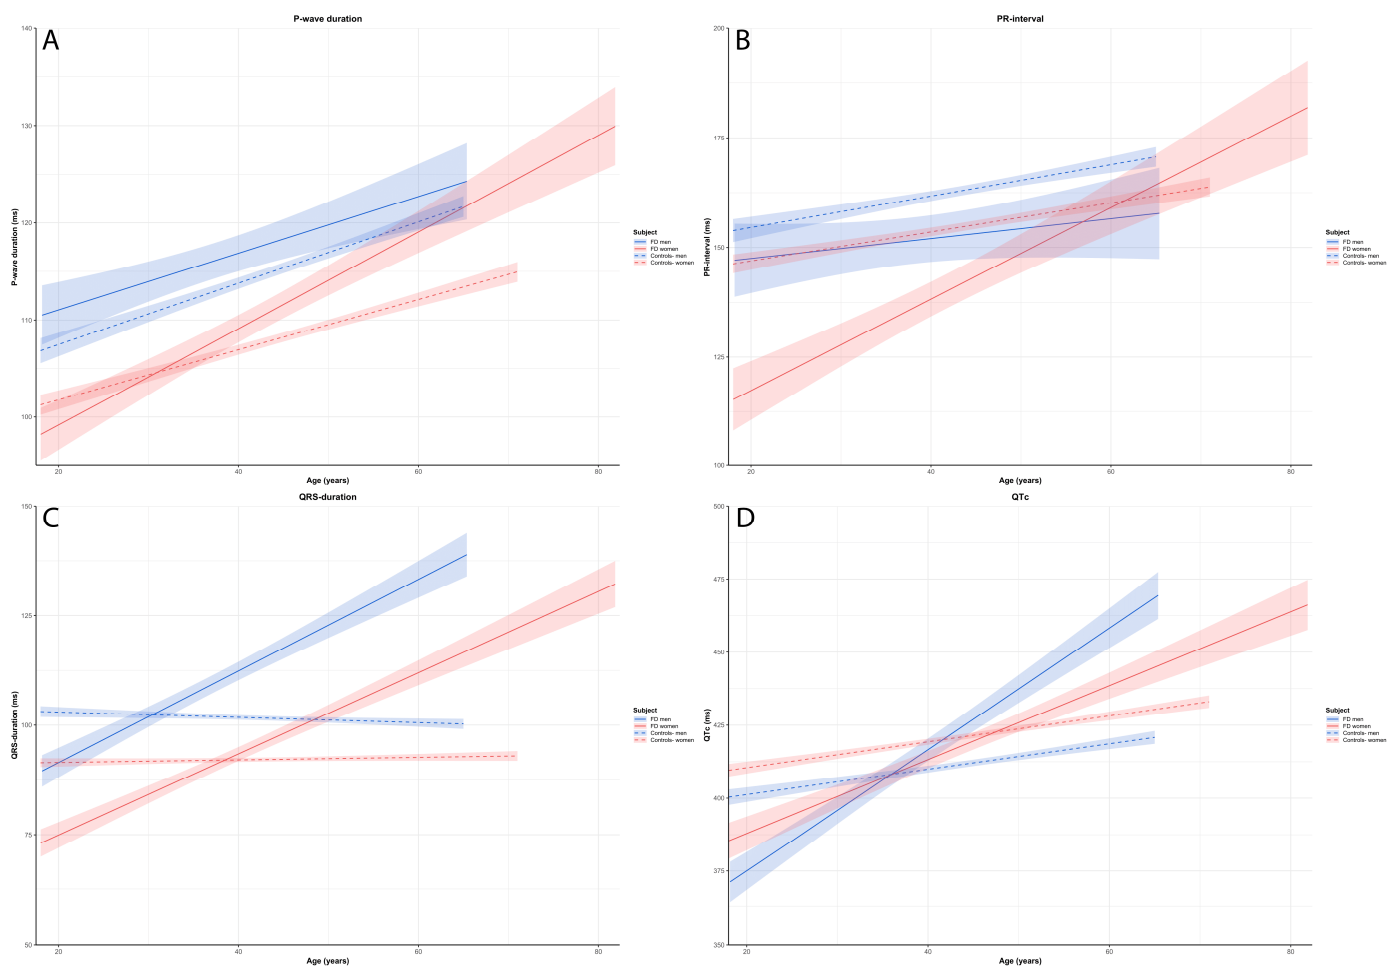 P-wave duration
A
140
130
120
110
100
P-wave duration (ms)
20 40 60 80
Age (years)
Subject
FD men
FD women
Controls- men
Controls- women
PR-interval
B
200
175
150
125
100
PR-interval (ms)
20 40 60 80
Age (years)
Subject
FD men
FD women
Controls- men
Controls- women
QRS-duration
C
150
125
100
75
50
QRS-duration (ms)
20 40 60 80
Age (years)
Subject
FD men
FD women
Controls- men
Controls- women
QTc
D
500
475
450
425
400
375
350
QTc (ms)
20 40 60 80
Age (years)
Subject
FD men
FD women
Controls- men
Controls- women